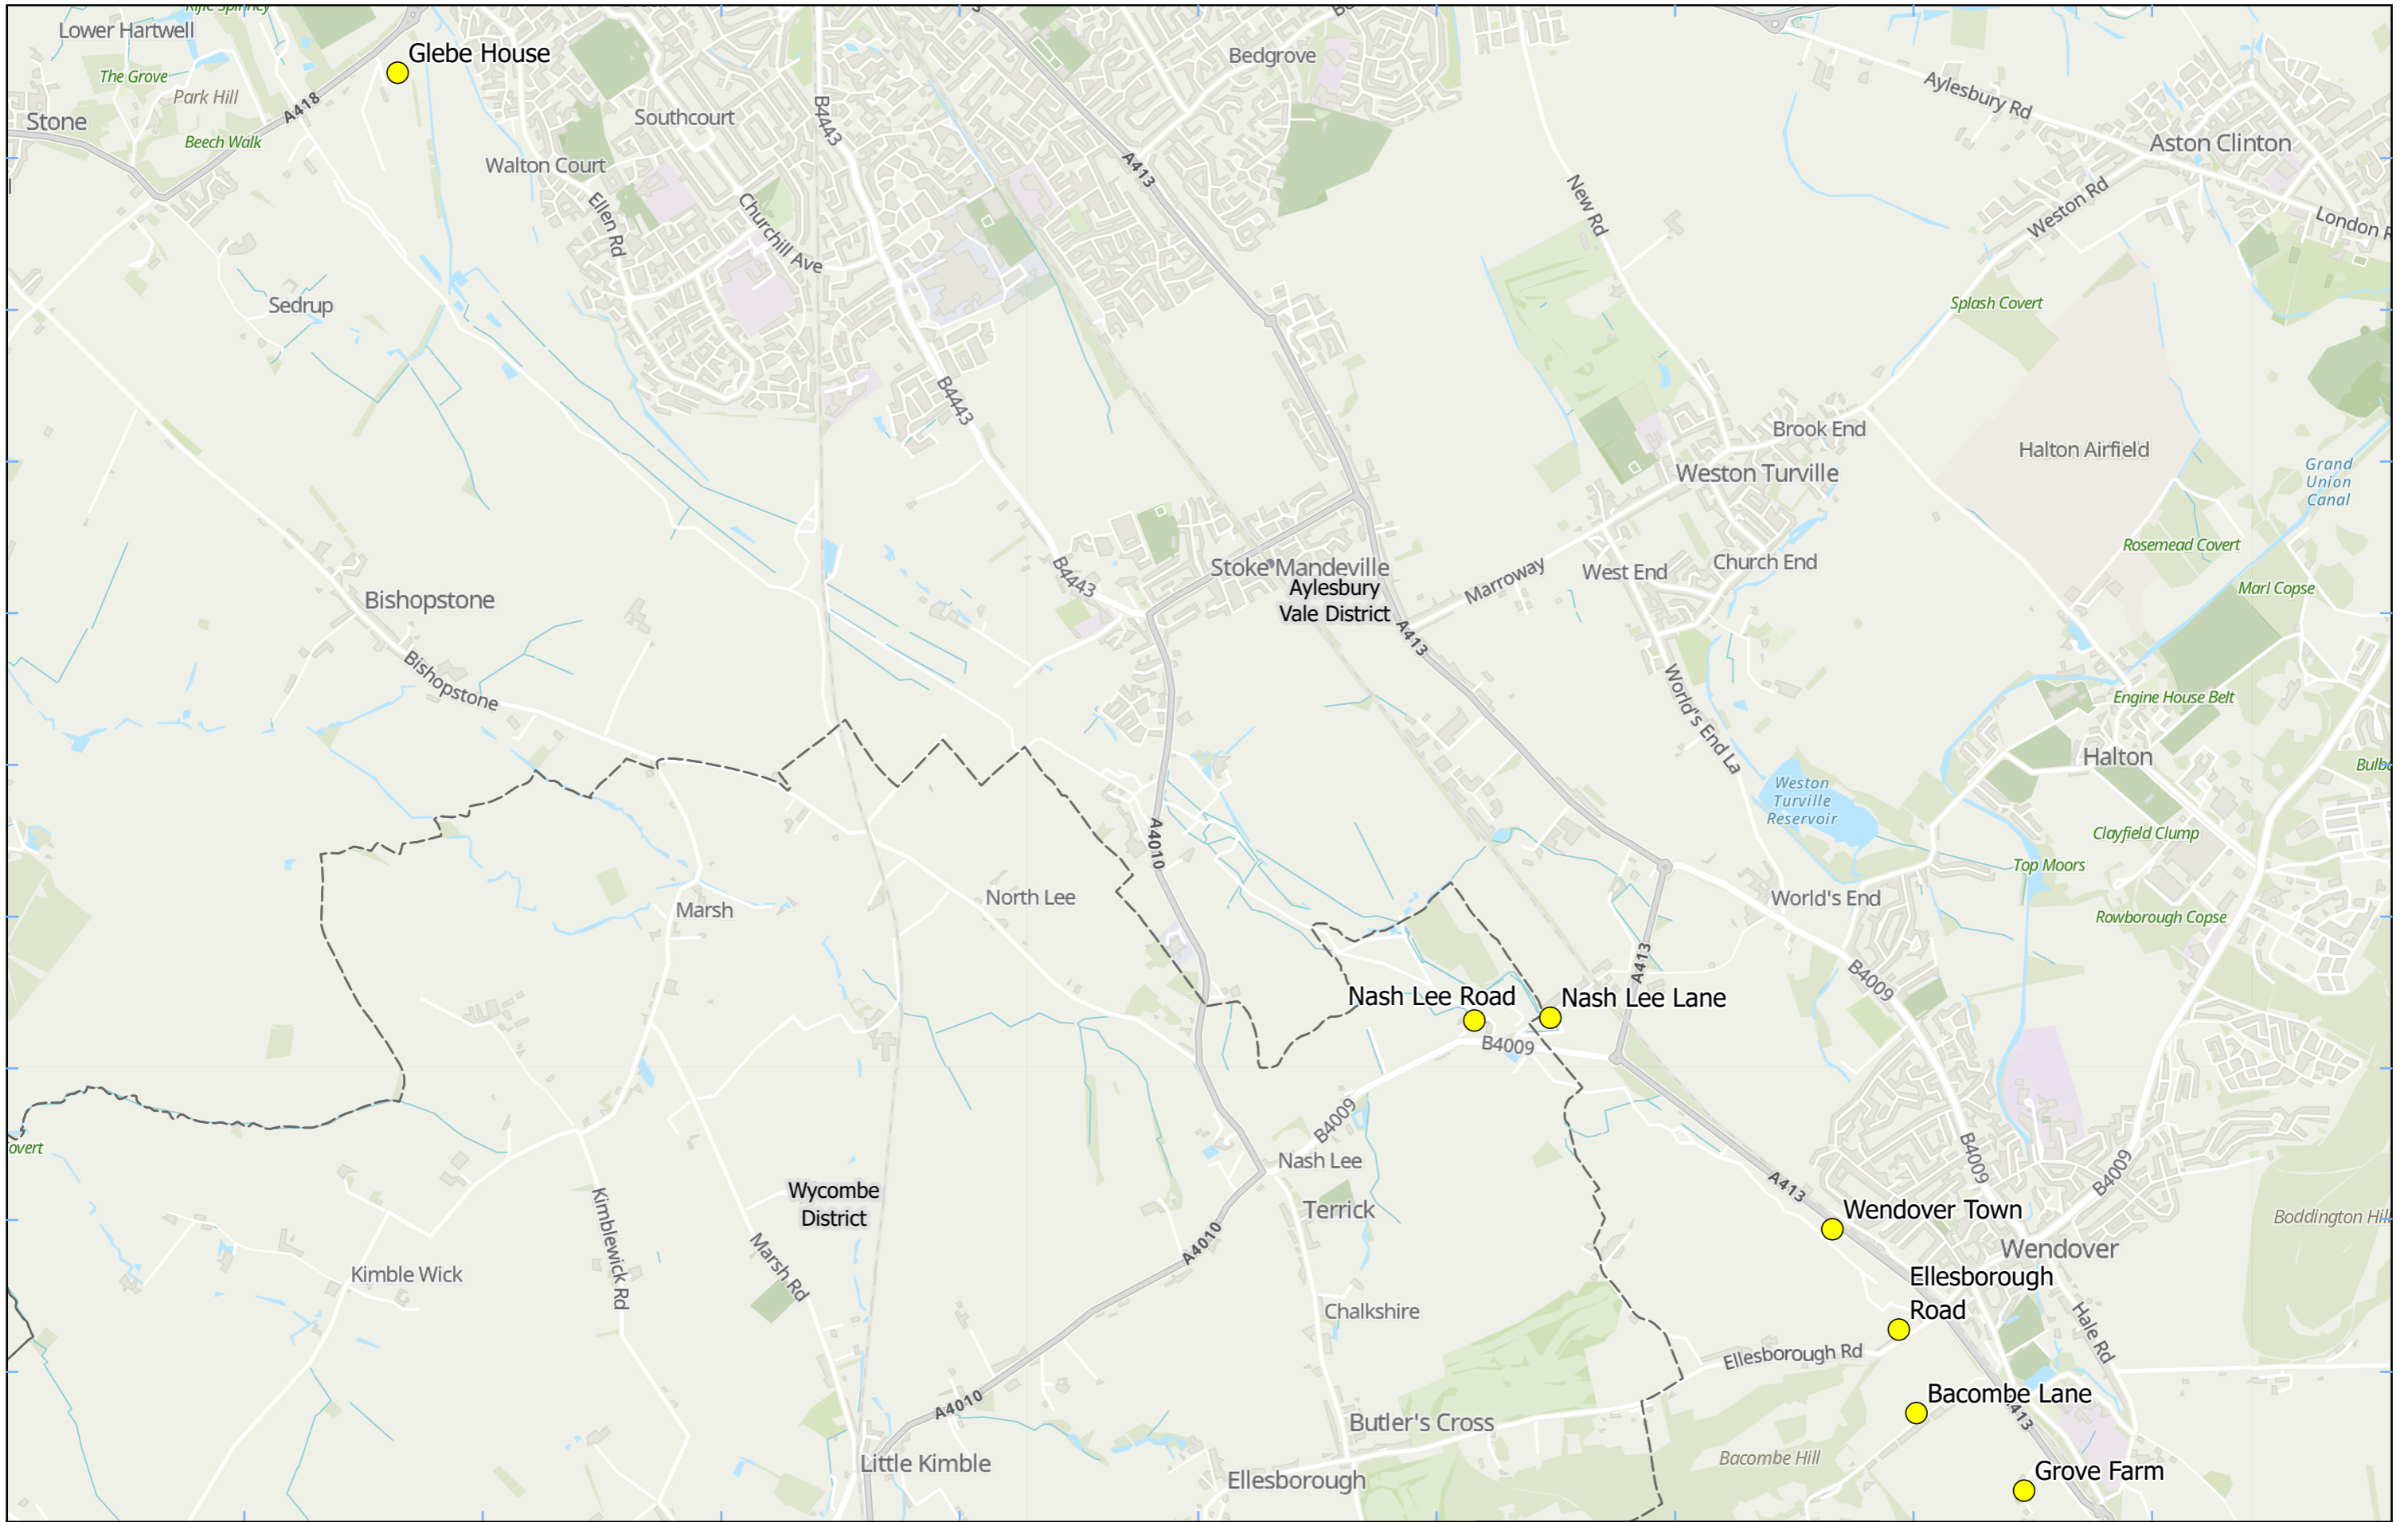 Rifle Spinney
Lower Hartwell
Glebe House
Bedgrove
The Grove
Park Hill
A418
Stone
Beech Walk
Southcourt
B4443
Walton Court
A413
Aylesbury Rd
Aston Clinton
Ellen Rd
Churchill Ave
New Rd
Weston Rd
London R
Sedrup
Splash Covert
B4443
Brook End
Halton Airfield
Weston Turville
Grand
Union
Canal
Rosemead Covert
Stoke Mandeville
Aylesbury
Vale District
B4443
Marroway
West End
Church End
Marl Copse
Bishopstone
A413
Bishopstone
World's End La
Engine House Belt
Halton
Weston
Turville
Reservoir
A4010
Clayfield Clump
Top Moors
North Lee
Marsh
World's End
Rowborough Copse
A413
B4009
Nash Lee Road
Nash Lee Lane
B4009
B4009
overt
Nash Lee
B4009
B4009
Wycombe
District
Terrick
A413
Wendover Town
Kimblewick Rd
A4010
Boddington Hill
Marsh Rd
Wendover
Kimble Wick
Ellesborough
Road
Chalkshire
Hale Rd
Ellesborough Rd
A4010
Bacombe Lane
413
Butler's Cross
Little Kimble
Bacombe Hill
Ellesborough
Grove Farm